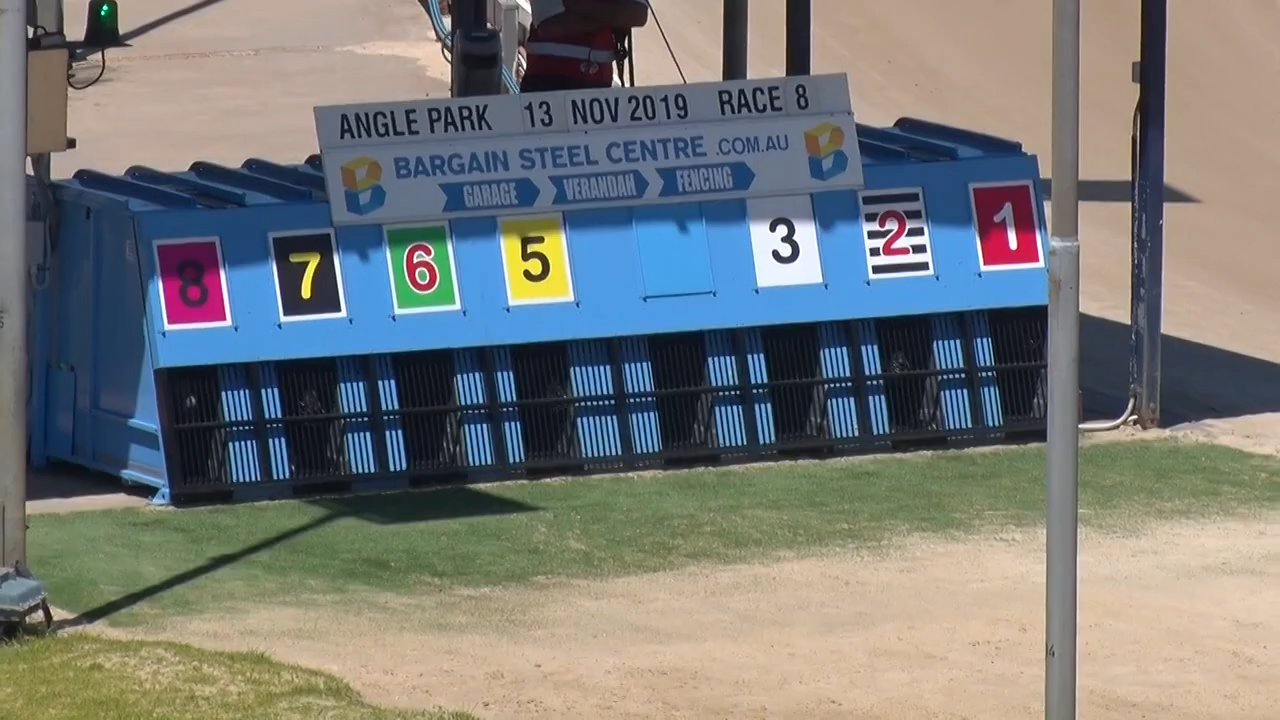 ANGLE PARK 13 NOV 2019 RACE 8
BARGAIN STEEL CENTRE .COM.AU
GARAGE VERANDAH FENCING
8 7 6 5 3 2 1
4